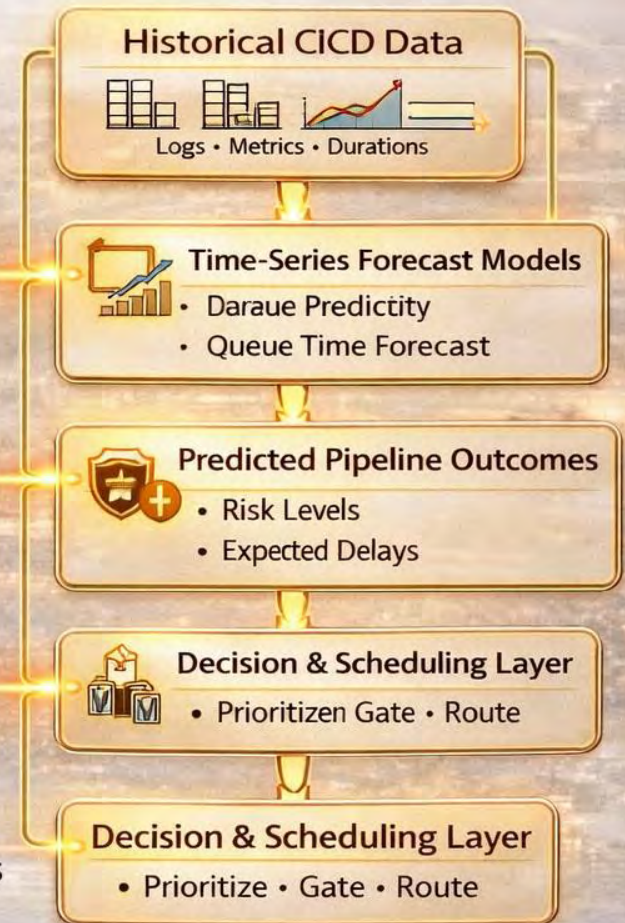 Historical CICD Data
Logs • Metrics • Durations
Time-Series Forecast Models
• Daraue Predictity
• Queue Time Forecast
Predicted Pipeline Outcomes
• Risk Levels
• Expected Delays
Decision & Scheduling Layer
• Prioritizen Gate • Route
Decision & Scheduling Layer
s
• Prioritize • Gate • Route